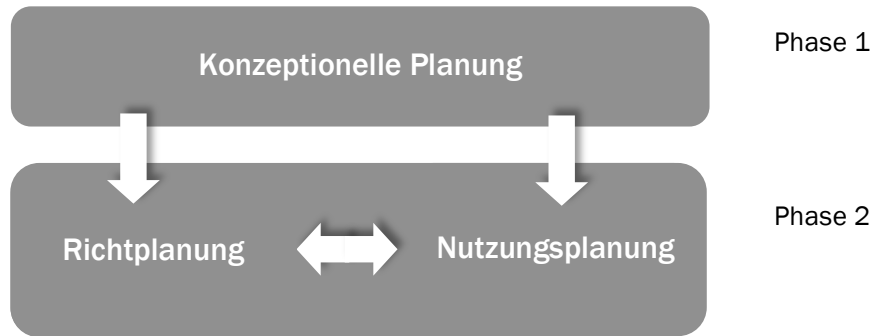 Konzeptionelle Planung
Phase 1
Richtplanung
Nutzungsplanung
Phase 2